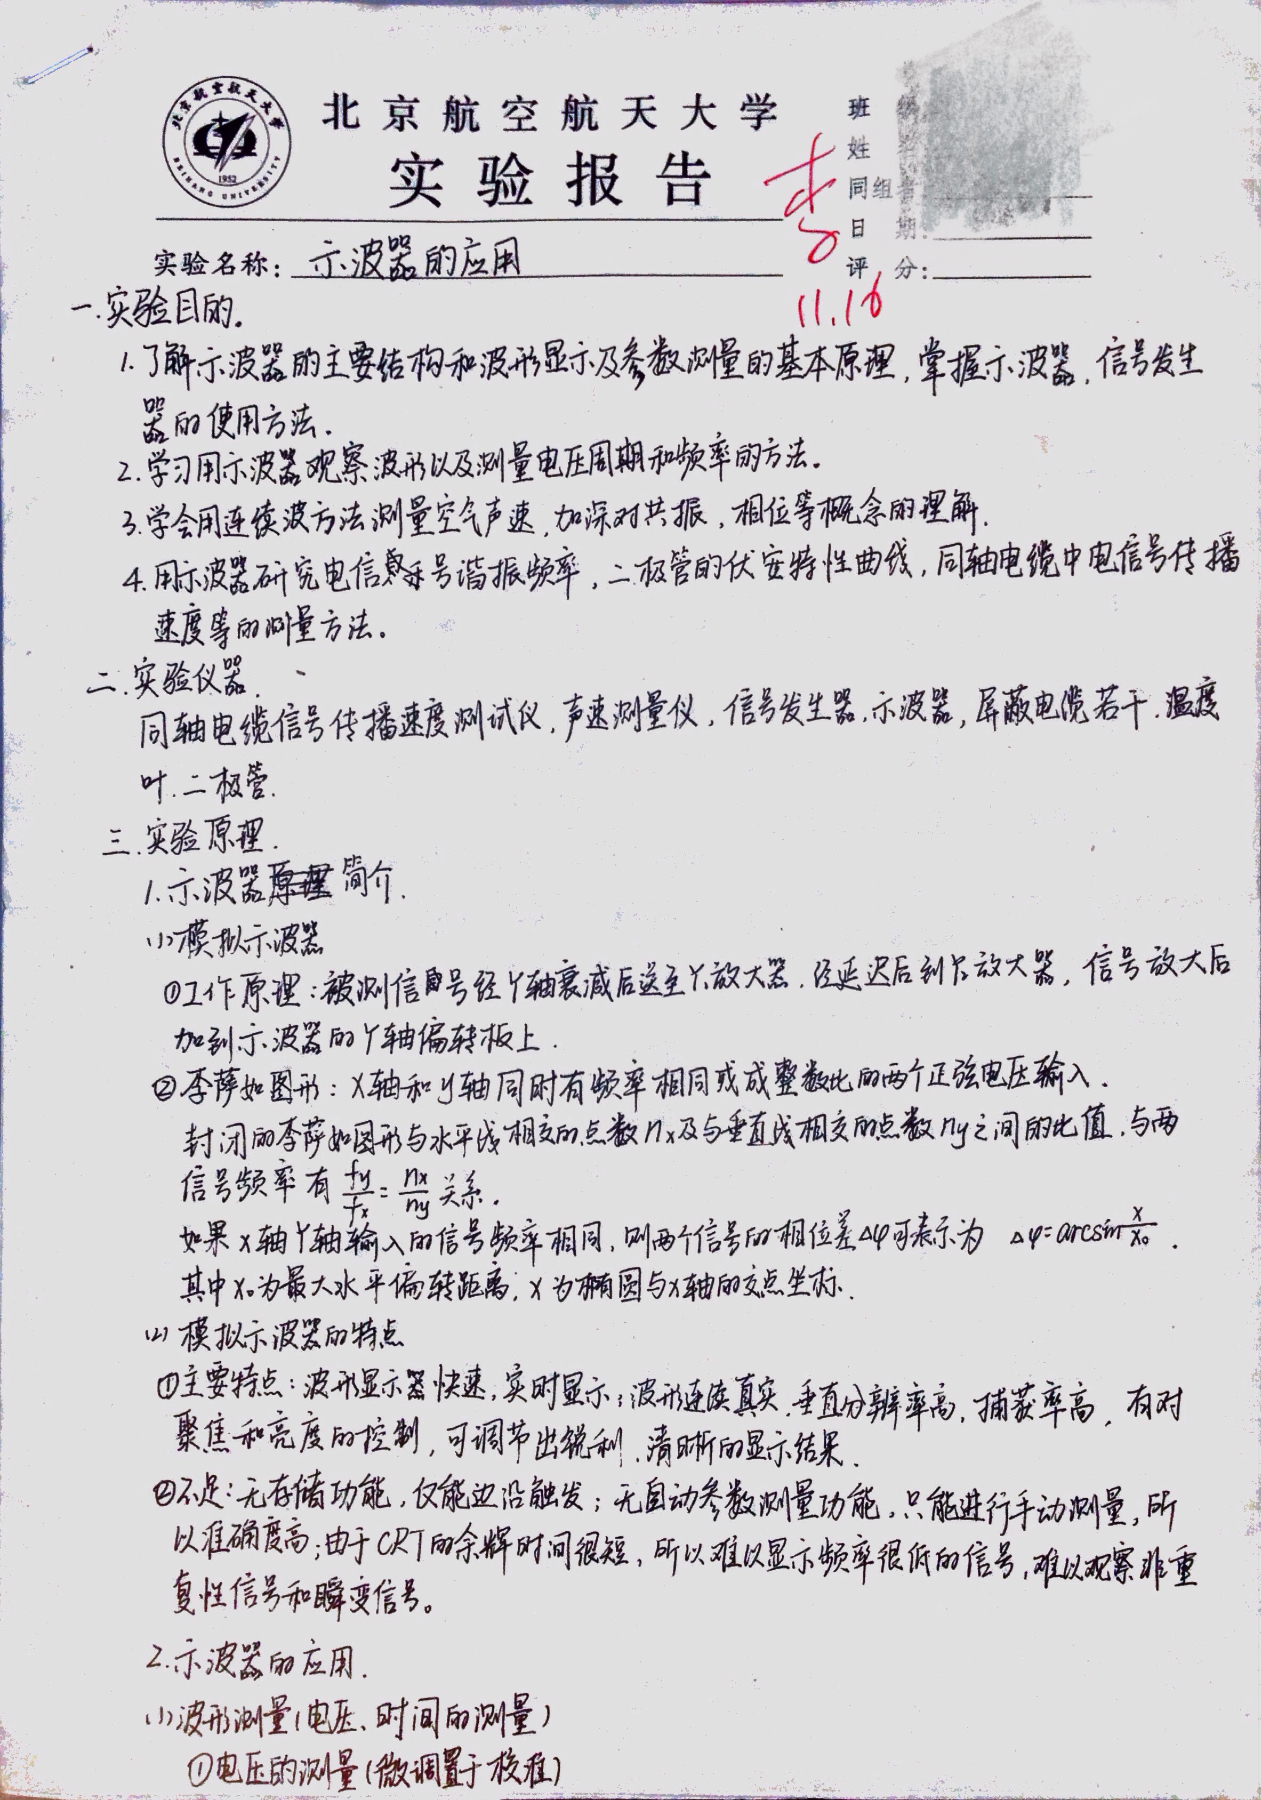 北京航空航天大学
BEIHANG UNIVERSITY
1952
北京航空航天大学
实验报告
班
姓
同组者
日 期:
评 分:
李
11.16
实验名称: 示波器的应用
一.实验目的.
1.了解示波器的主要结构和波形显示及参数测量的基本原理,掌握示波器,信号发生
器的使用方法.
2.学习用示波器观察波形以及测量电压周期和频率的方法.
3.学会用连续波方法测量空气声速,加深对共振,相位等概念的理解.
4.用示波器研究电信号谐振频率,二极管的伏安特性曲线,同轴电缆中电信号传播
速度等的测量方法.
二.实验仪器.
同轴电缆信号传播速度测试仪,声速测量仪,信号发生器,示波器,屏蔽电缆若干.温度
叶.二极管.
三.实验原理.
1.示波器简介.
(1)模拟示波器
①工作原理:被测信号经Y轴衰减后送至Y1放大器.经延迟后到Y2放大器,信号放大后
加到示波器的Y轴偏转板上.
②李萨如图形:X轴和y轴同时有频率相同或成整数比的两个正弦电压输入.
封闭的李萨如图形与水平线相交的点数nx及与垂直线相交的点数ny之间的比值,与两
信号频率有 fy/fx=nx/ny 关系.
如果X轴Y轴输入的信号频率相同,则两个信号的相位差△φ可表示为 △φ=arcsin x/x₀.
其中x₀为最大水平偏转距离,x为椭圆与x轴的交点坐标.
(2)模拟示波器的特点
①主要特点:波形显示快速,实时显示;波形连续真实.垂直分辨率高,捕获率高,有对
聚焦和亮度的控制,可调节出锐利.清晰的显示结果.
②不足:无存储功能,仅能边沿触发;无自动参数测量功能,只能进行手动测量,所
以准确度高;由于CRT的余辉时间很短,所以难以显示频率很低的信号,难以观察非重
复性信号和瞬变信号。
2.示波器的应用.
(1)波形测量(电压、时间的测量)
①电压的测量(微调置于校准)